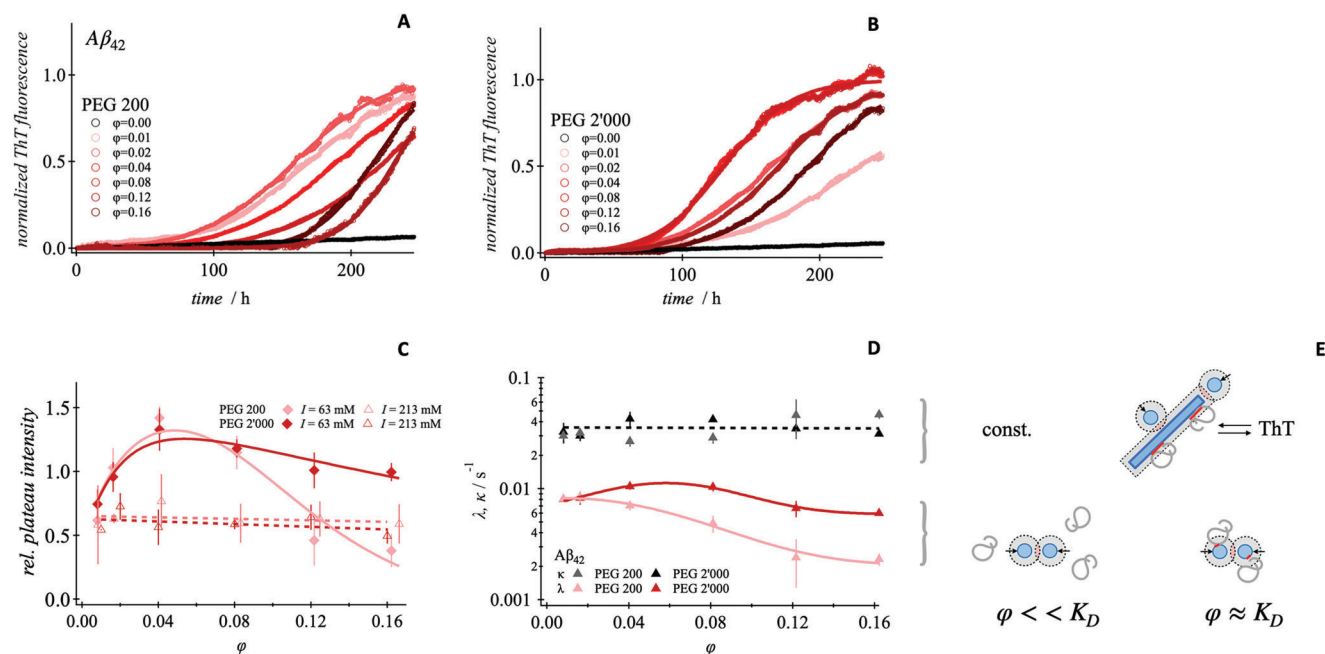 A
Aβ42
normalized ThT fluorescence
1.0
0.5
0.0
PEG 200
φ=0.00
φ=0.01
φ=0.02
φ=0.04
φ=0.08
φ=0.12
φ=0.16
0 100 200
time / h
B
normalized ThT fluorescence
1.0
0.5
0.0
PEG 2'000
φ=0.00
φ=0.01
φ=0.02
φ=0.04
φ=0.08
φ=0.12
φ=0.16
0 100 200
time / h
C
rel. plateau intensity
1.5
1.0
0.5
0.0
PEG 200 I = 63 mM I = 213 mM
PEG 2'000 I = 63 mM I = 213 mM
0.00 0.04 0.08 0.12 0.16
φ
D
λ, κ / s⁻¹
0.1
8
6
4
2
0.01
8
6
4
2
0.001
Aβ42
κ PEG 200 PEG 2'000
λ PEG 200 PEG 2'000
0.00 0.04 0.08 0.12 0.16
φ
E
const.
ThT
φ << K_D
φ ≈ K_D